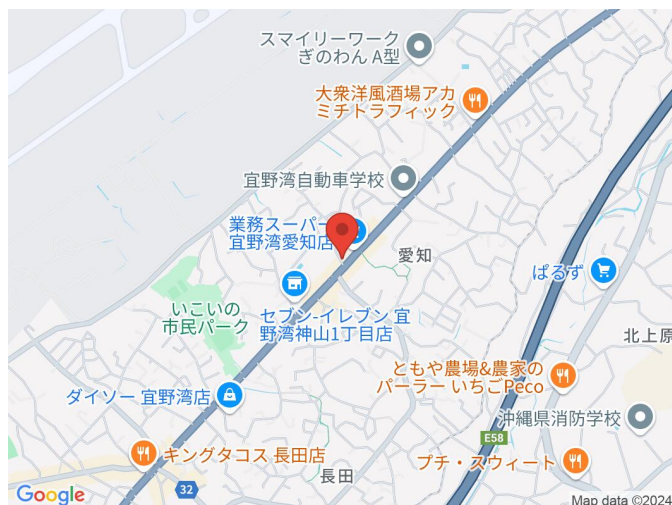 スマイリーワーク
ぎのわん A型
大衆洋風酒場アカ
ミチトラフィック
宜野湾自動車学校
業務スーパー
宜野湾愛知店
愛知
ぱるず
いこいの
市民パーク
セブン-イレブン 宜
野湾神山1丁目店
北上原
ともや農場&農家の
パーラー いちごPeco
ダイソー 宜野湾店
沖縄県消防学校
E58
キングタコス 長田店
プチ・スウィート
長田
32
Google
Map data ©2024